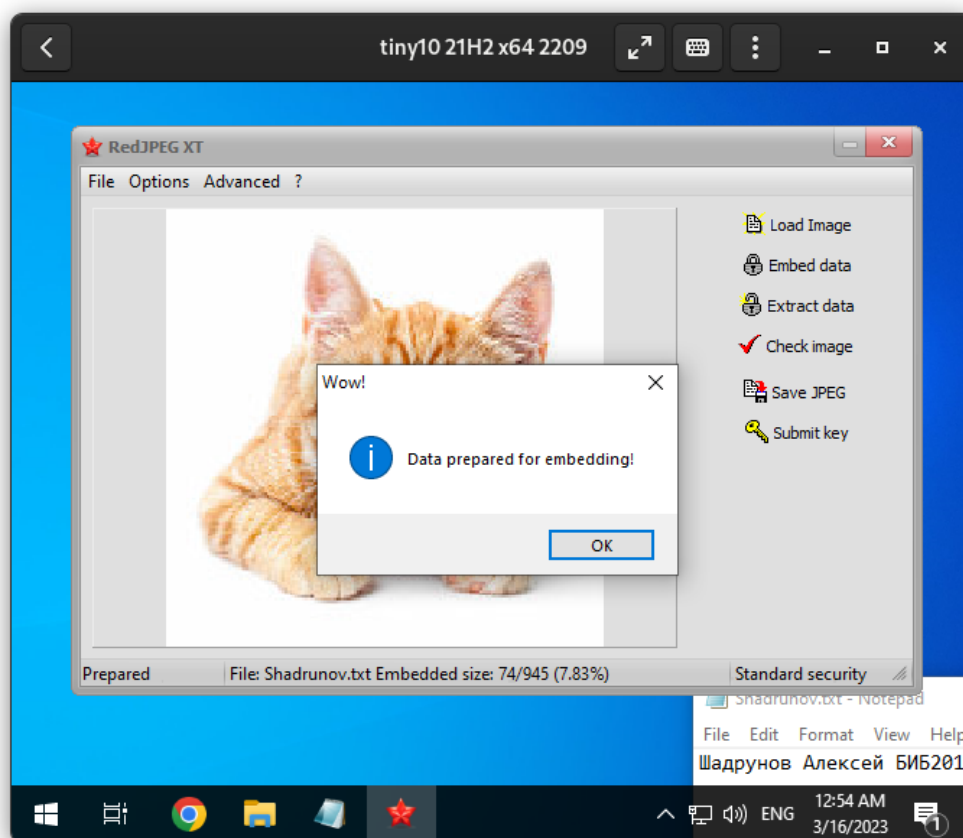 tiny10 21H2 x64 2209
RedJPEG XT
File Options Advanced ?
Load Image
Embed data
Extract data
Check image
Save JPEG
Submit key
Wow!
Data prepared for embedding!
OK
Prepared File: Shadrunov.txt Embedded size: 74/945 (7.83%) Standard security
Shadrunov.txt - Notepad
File Edit Format View Help
Шадрунов Алексей БИБ201
ENG 12:54 AM
3/16/2023
1